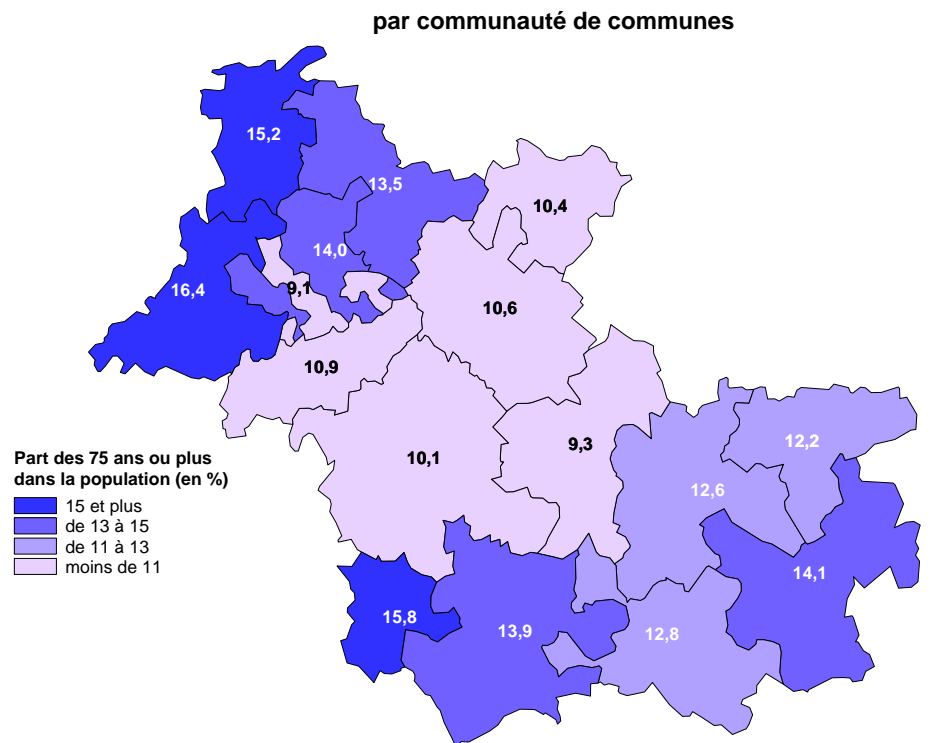 par communauté de communes
15,2
13,5
10,4
14,0
9,1
16,4
10,6
10,9
9,3
12,2
10,1
12,6
Part des 75 ans ou plus
dans la population (en %)
15 et plus
de 13 à 15
de 11 à 13
moins de 11
14,1
15,8
13,9
12,8